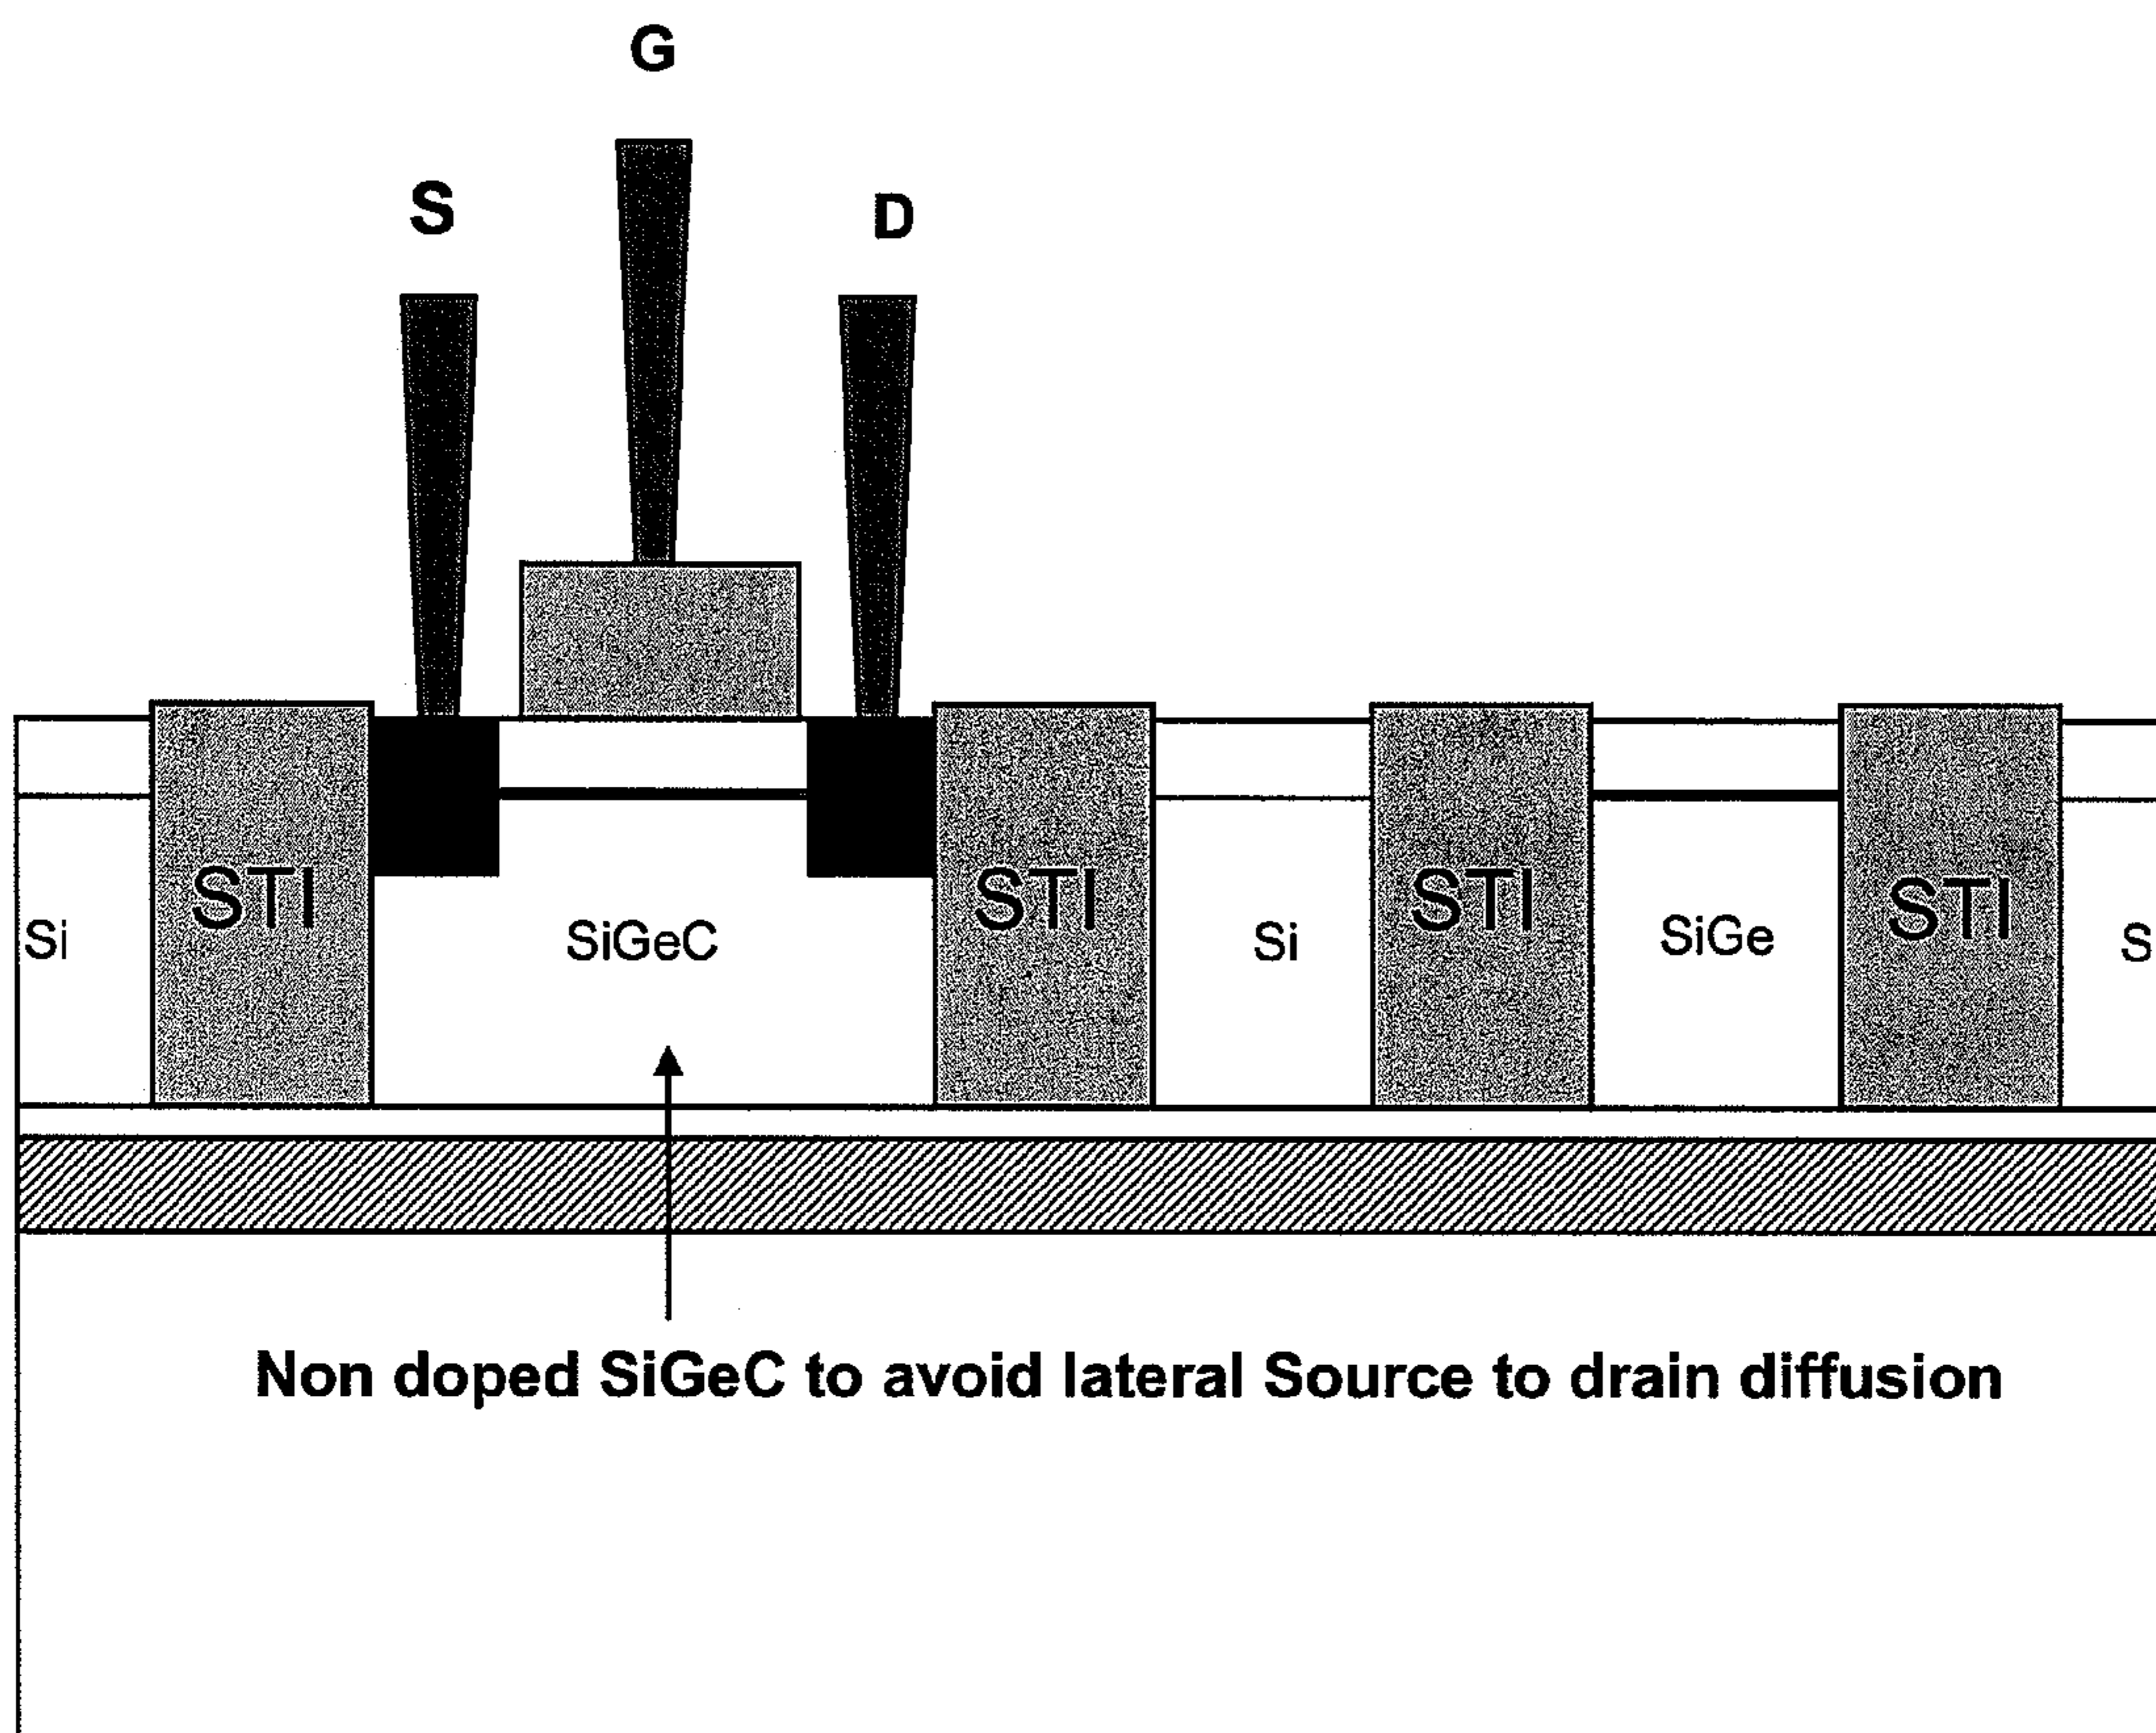 G
S
D
STI
STI
STI
STI
Si
SiGeC
Si
SiGe
S
Non doped SiGeC to avoid lateral Source to drain diffusion